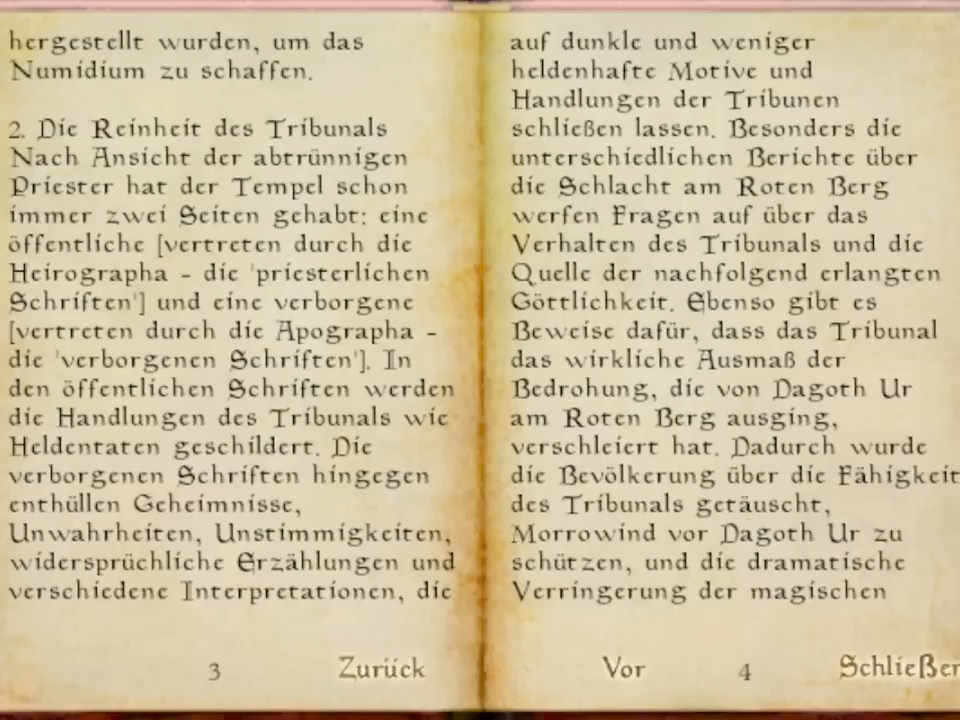 hergestellt wurden, um das
Numidium zu schaffen.
2. Die Reinheit des Tribunals
Nach Ansicht der abtrünnigen
Priester hat der Tempel schon
immer zwei Seiten gehabt: eine
öffentliche [vertreten durch die
Heirographa - die 'priesterlichen
Schriften'] und eine verborgene
[vertreten durch die Apographa -
die 'verborgenen Schriften']. In
den öffentlichen Schriften werden
die Handlungen des Tribunals wie
Heldentaten geschildert. Die
verborgenen Schriften hingegen
enthüllen Geheimnisse,
Unwahrheiten, Unstimmigkeiten,
widersprüchliche Erzählungen und
verschiedene Interpretationen, die
3
Zurück
auf dunkle und weniger
heldenhafte Motive und
Handlungen der Tribunen
schließen lassen. Besonders die
unterschiedlichen Berichte über
die Schlacht am Roten Berg
werfen Fragen auf über das
Verhalten des Tribunals und die
Quelle der nachfolgend erlangten
Göttlichkeit. Ebenso gibt es
Beweise dafür, dass das Tribunal
das wirkliche Ausmaß der
Bedrohung, die von Dagoth Ur
am Roten Berg ausging,
verschleiert hat. Dadurch wurde
die Bevölkerung über die Fähigkeit
des Tribunals getäuscht,
Morrowind vor Dagoth Ur zu
schützen, und die dramatische
Verringerung der magischen
Vor
4
Schließen